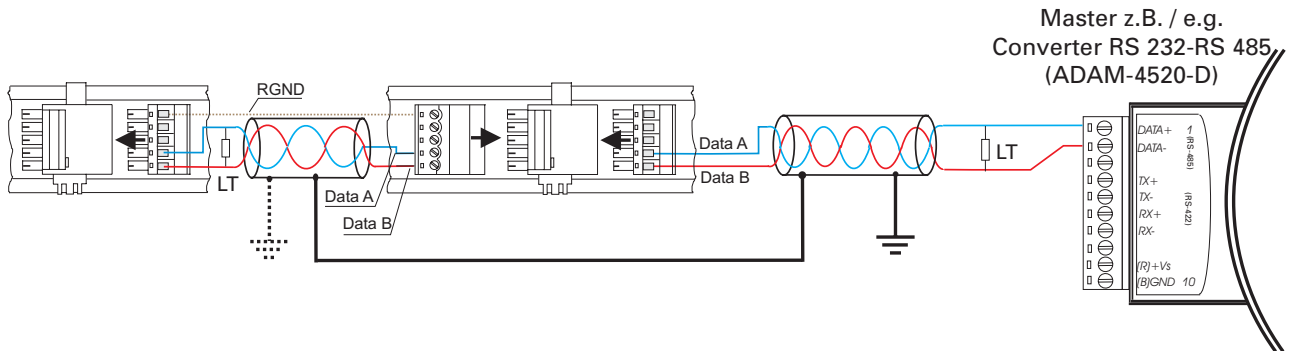 Master z.B. / e.g.
Converter RS 232-RS 485
(ADAM-4520-D)
RGND
LT
Data A
Data B
Data A
Data B
LT
DATA+ 1
DATA-
(RS-485)
TX+
TX-
RX+
RX-
(RS-422)
(R)+Vs
(B)GND 10